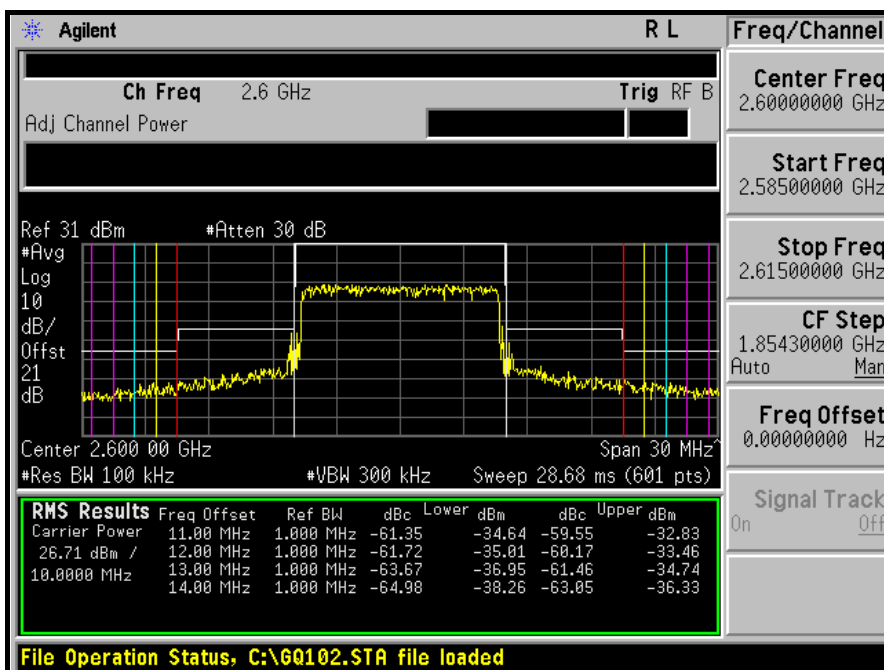 Agilent R L Freq/Channel
Ch Freq 2.6 GHz Trig RF B
Adj Channel Power
Center Freq
2.60000000 GHz
Start Freq
2.58500000 GHz
Stop Freq
2.61500000 GHz
CF Step
1.85430000 GHz
Auto Man
Freq Offset
0.00000000 Hz
Signal Track
On Off
Ref 31 dBm #Atten 30 dB
#Avg
Log
10
dB/
Offst
21
dB
Center 2.600 00 GHz Span 30 MHz^
#Res BW 100 kHz #VBW 300 kHz Sweep 28.68 ms (601 pts)
RMS Results Freq Offset Ref BW dBc Lower dBm dBc Upper dBm
Carrier Power 11.00 MHz 1.000 MHz -61.35 -34.64 -59.55 -32.83
26.71 dBm / 12.00 MHz 1.000 MHz -61.72 -35.01 -60.17 -33.46
10.0000 MHz 13.00 MHz 1.000 MHz -63.67 -36.95 -61.46 -34.74
14.00 MHz 1.000 MHz -64.98 -38.26 -63.05 -36.33
File Operation Status, C:\GQ102.STA file loaded